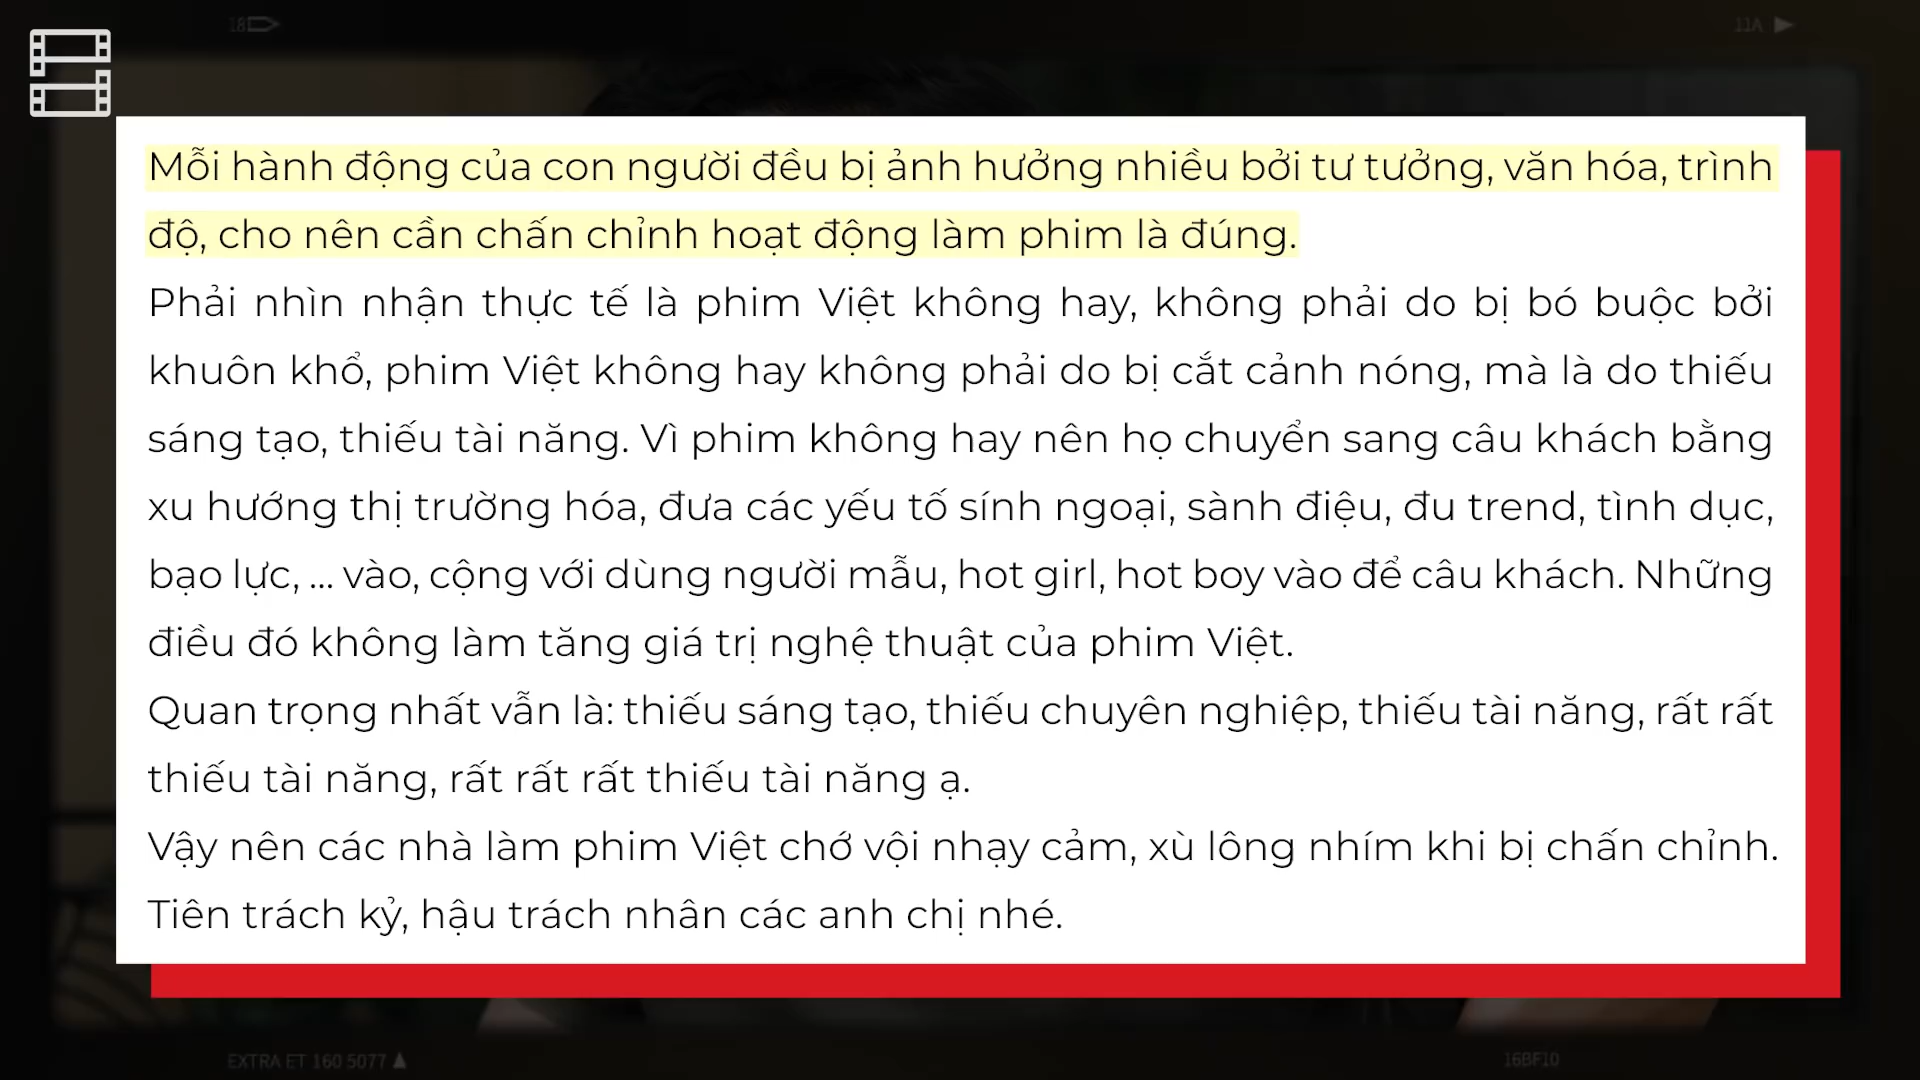 18
11A
Mỗi hành động của con người đều bị ảnh hưởng nhiều bởi tư tưởng, văn hóa, trình
độ, cho nên cần chấn chỉnh hoạt động làm phim là đúng.
Phải nhìn nhận thực tế là phim Việt không hay, không phải do bị bó buộc bởi
khuôn khổ, phim Việt không hay không phải do bị cắt cảnh nóng, mà là do thiếu
sáng tạo, thiếu tài năng. Vì phim không hay nên họ chuyển sang câu khách bằng
xu hướng thị trường hóa, đưa các yếu tố sính ngoại, sành điệu, đu trend, tình dục,
bạo lực, ... vào, cộng với dùng người mẫu, hot girl, hot boy vào để câu khách. Những
điều đó không làm tăng giá trị nghệ thuật của phim Việt.
Quan trọng nhất vẫn là: thiếu sáng tạo, thiếu chuyên nghiệp, thiếu tài năng, rất rất
thiếu tài năng, rất rất rất thiếu tài năng ạ.
Vậy nên các nhà làm phim Việt chớ vội nhạy cảm, xù lông nhím khi bị chấn chỉnh.
Tiên trách kỷ, hậu trách nhân các anh chị nhé.
EXTRA ET 160 5077
16BF10